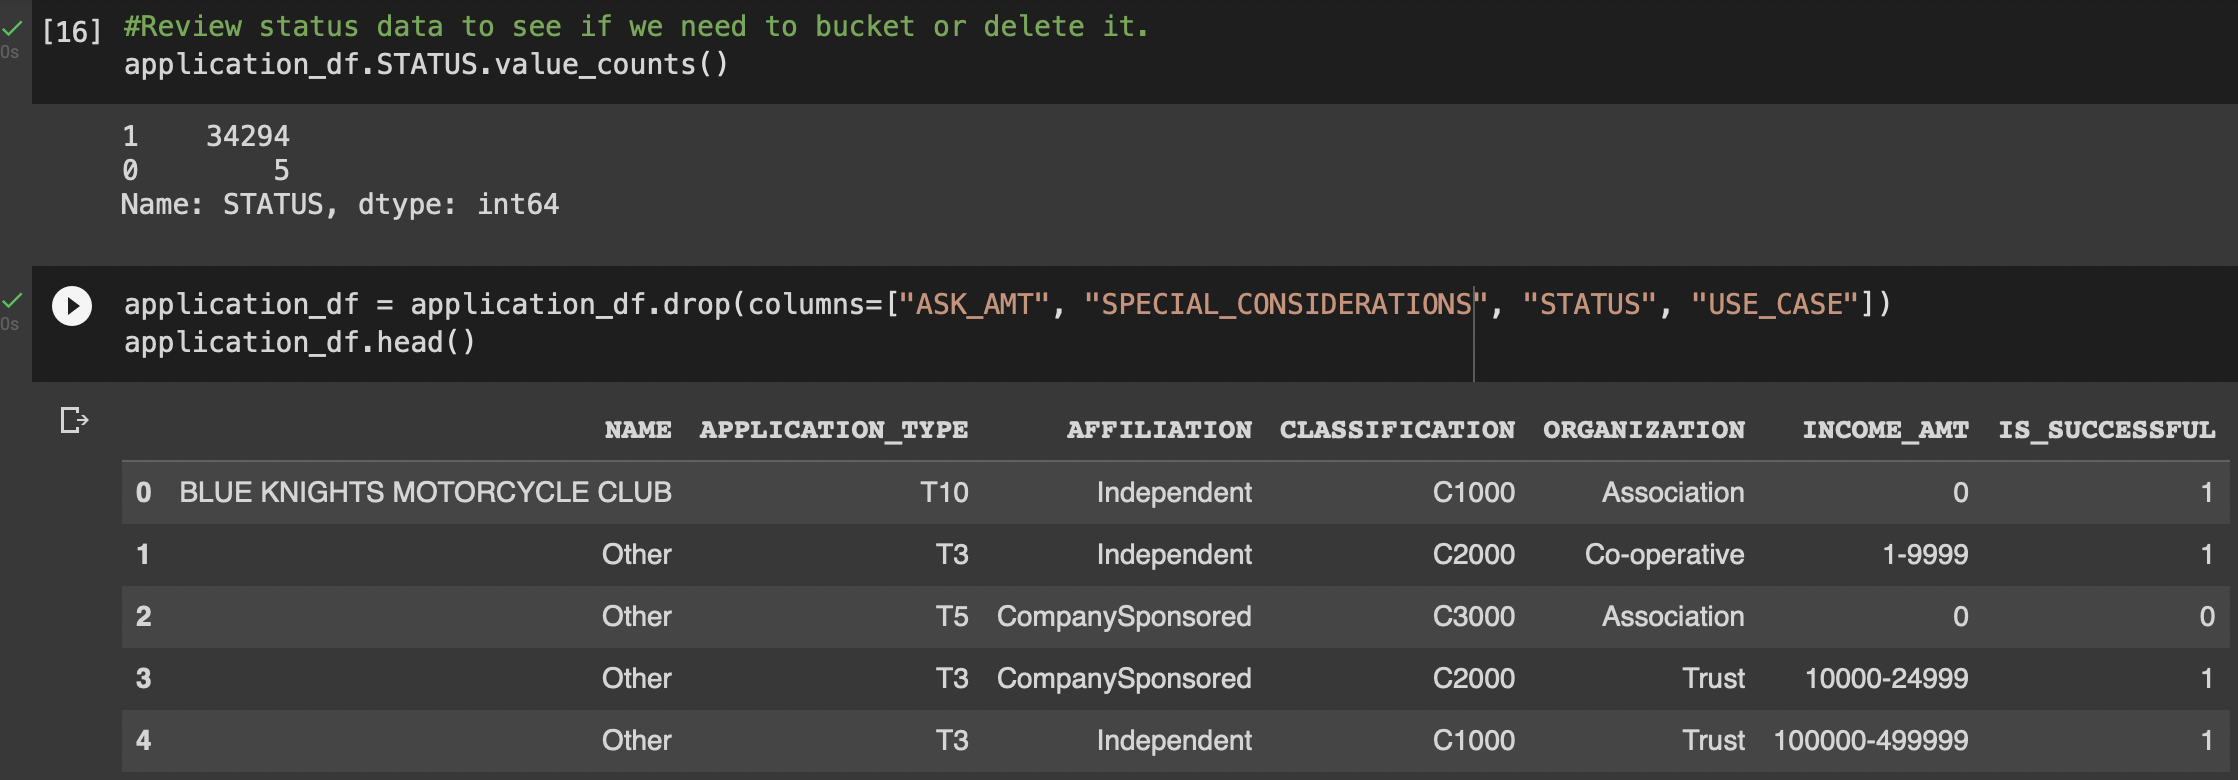 [16] #Review status data to see if we need to bucket or delete it.
0s
application_df.STATUS.value_counts()
1    34294
0        5
Name: STATUS, dtype: int64
application_df = application_df.drop(columns=["ASK_AMT", "SPECIAL_CONSIDERATIONS", "STATUS", "USE_CASE"])
0s
application_df.head()
NAME APPLICATION_TYPE AFFILIATION CLASSIFICATION ORGANIZATION INCOME_AMT IS_SUCCESSFUL
0 BLUE KNIGHTS MOTORCYCLE CLUB T10 Independent C1000 Association 0 1
1 Other T3 Independent C2000 Co-operative 1-9999 1
2 Other T5 CompanySponsored C3000 Association 0 0
3 Other T3 CompanySponsored C2000 Trust 10000-24999 1
4 Other T3 Independent C1000 Trust 100000-499999 1